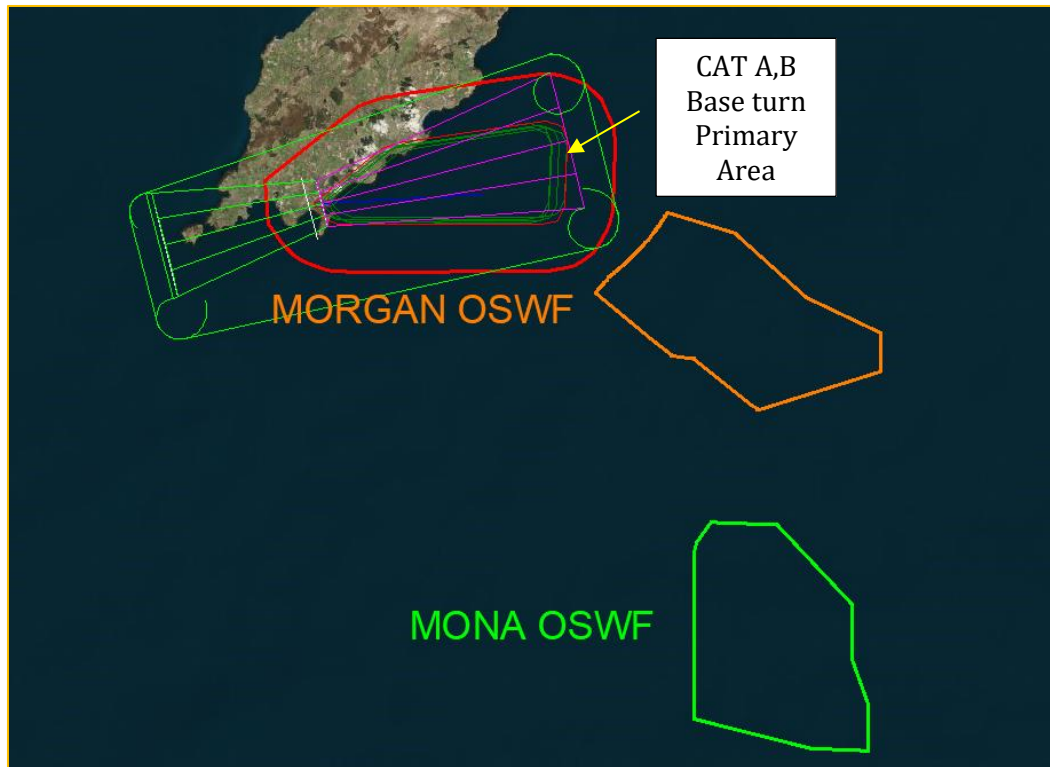 CAT A,B
Base turn
Primary
Area
MORGAN OSWF
MONA OSWF